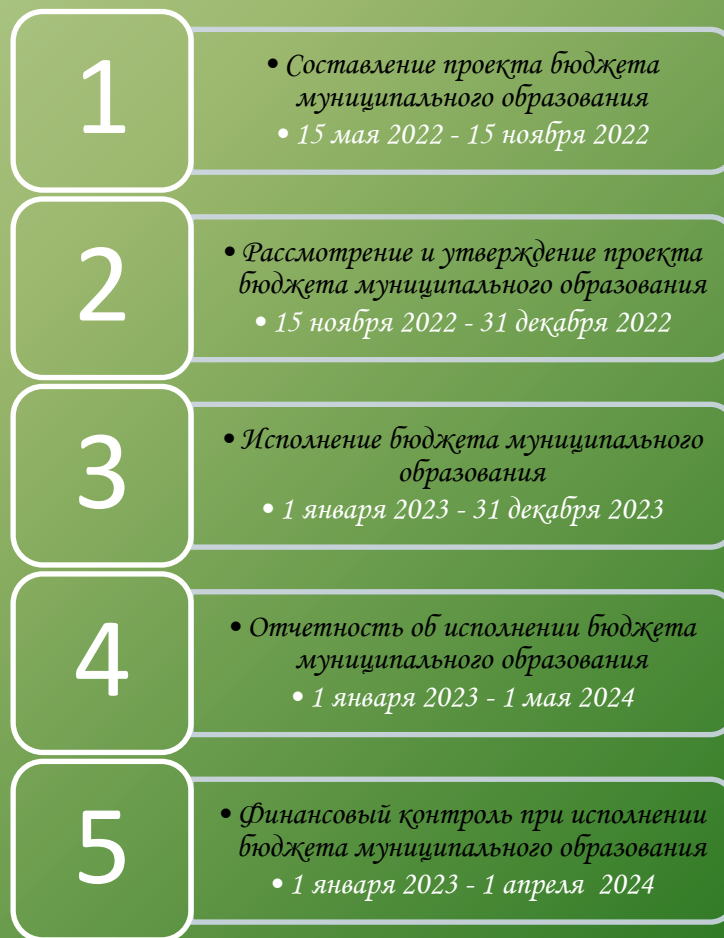 1
• Составление проекта бюджета
муниципального образования
• 15 мая 2022 - 15 ноября 2022
2
• Рассмотрение и утверждение проекта
бюджета муниципального образования
• 15 ноября 2022 - 31 декабря 2022
3
• Исполнение бюджета муниципального
образования
• 1 января 2023 - 31 декабря 2023
4
• Отчетность об исполнении бюджета
муниципального образования
• 1 января 2023 - 1 мая 2024
5
• Финансовый контроль при исполнении
бюджета муниципального образования
• 1 января 2023 - 1 апреля 2024